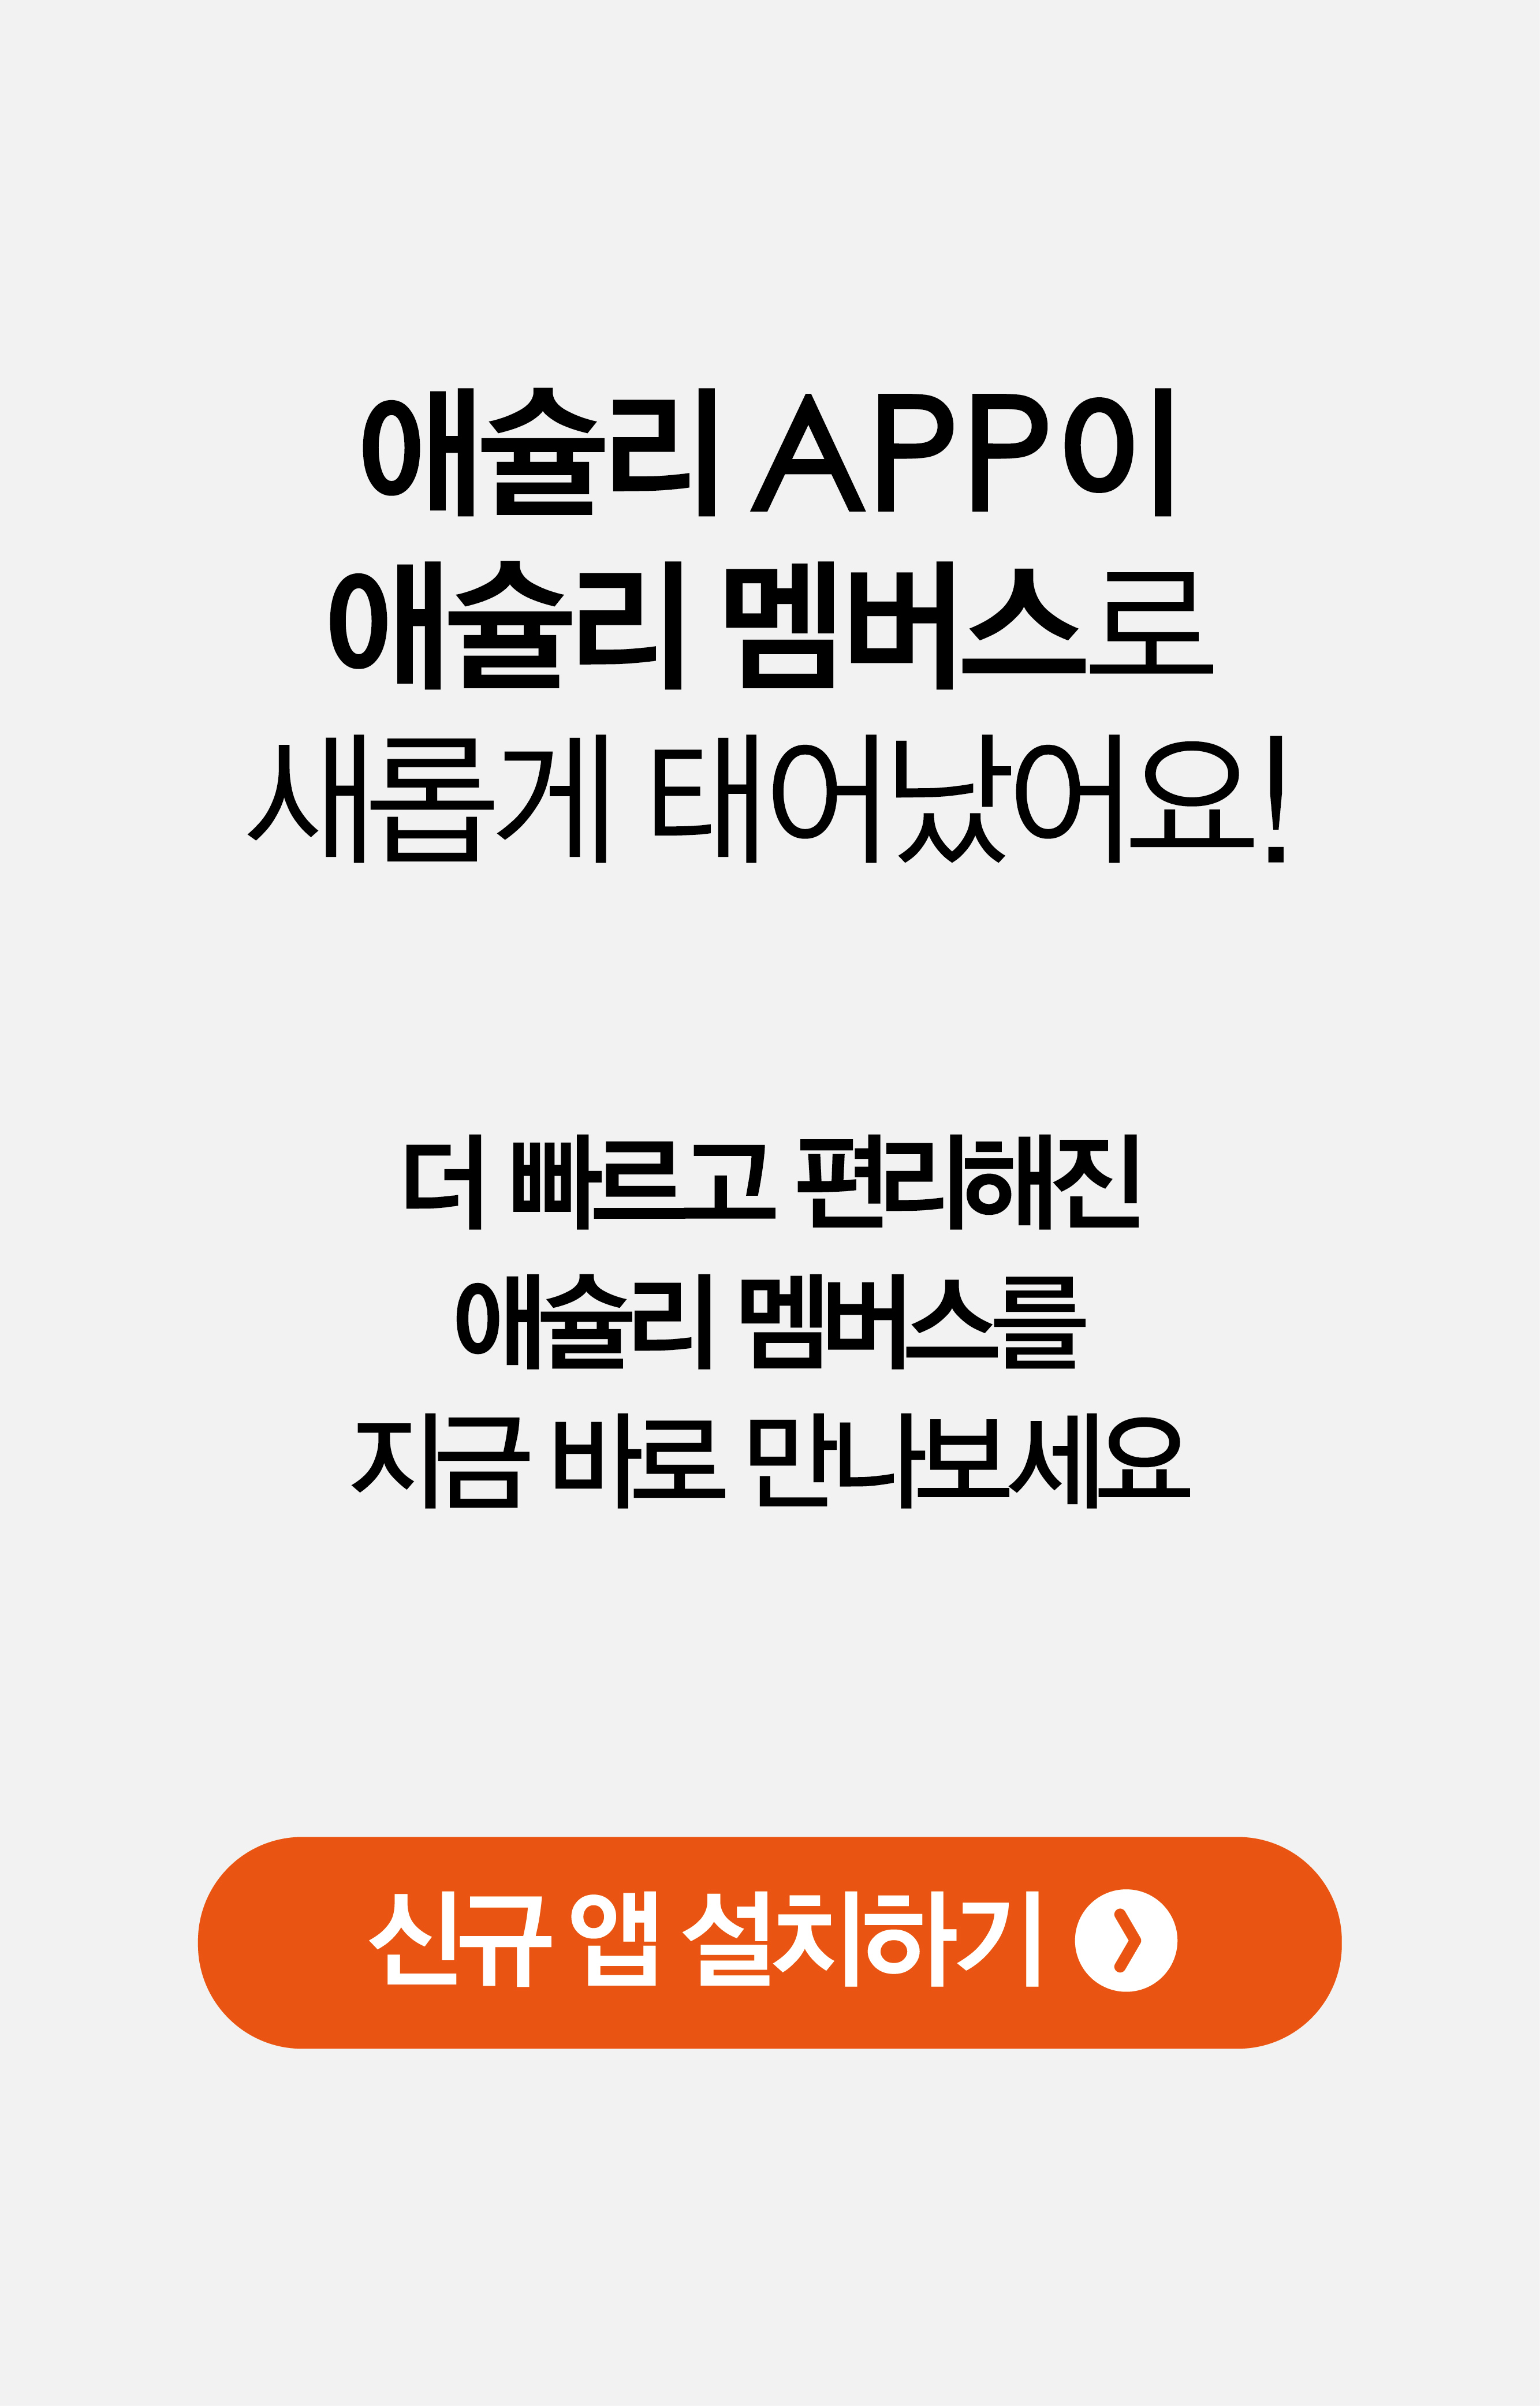 애슐리 APP이
애슐리 멤버스로
새롭게 태어났어요!
더 빠르고 편리해진
애슐리 멤버스를
지금 바로 만나보세요
신규 앱 설치하기